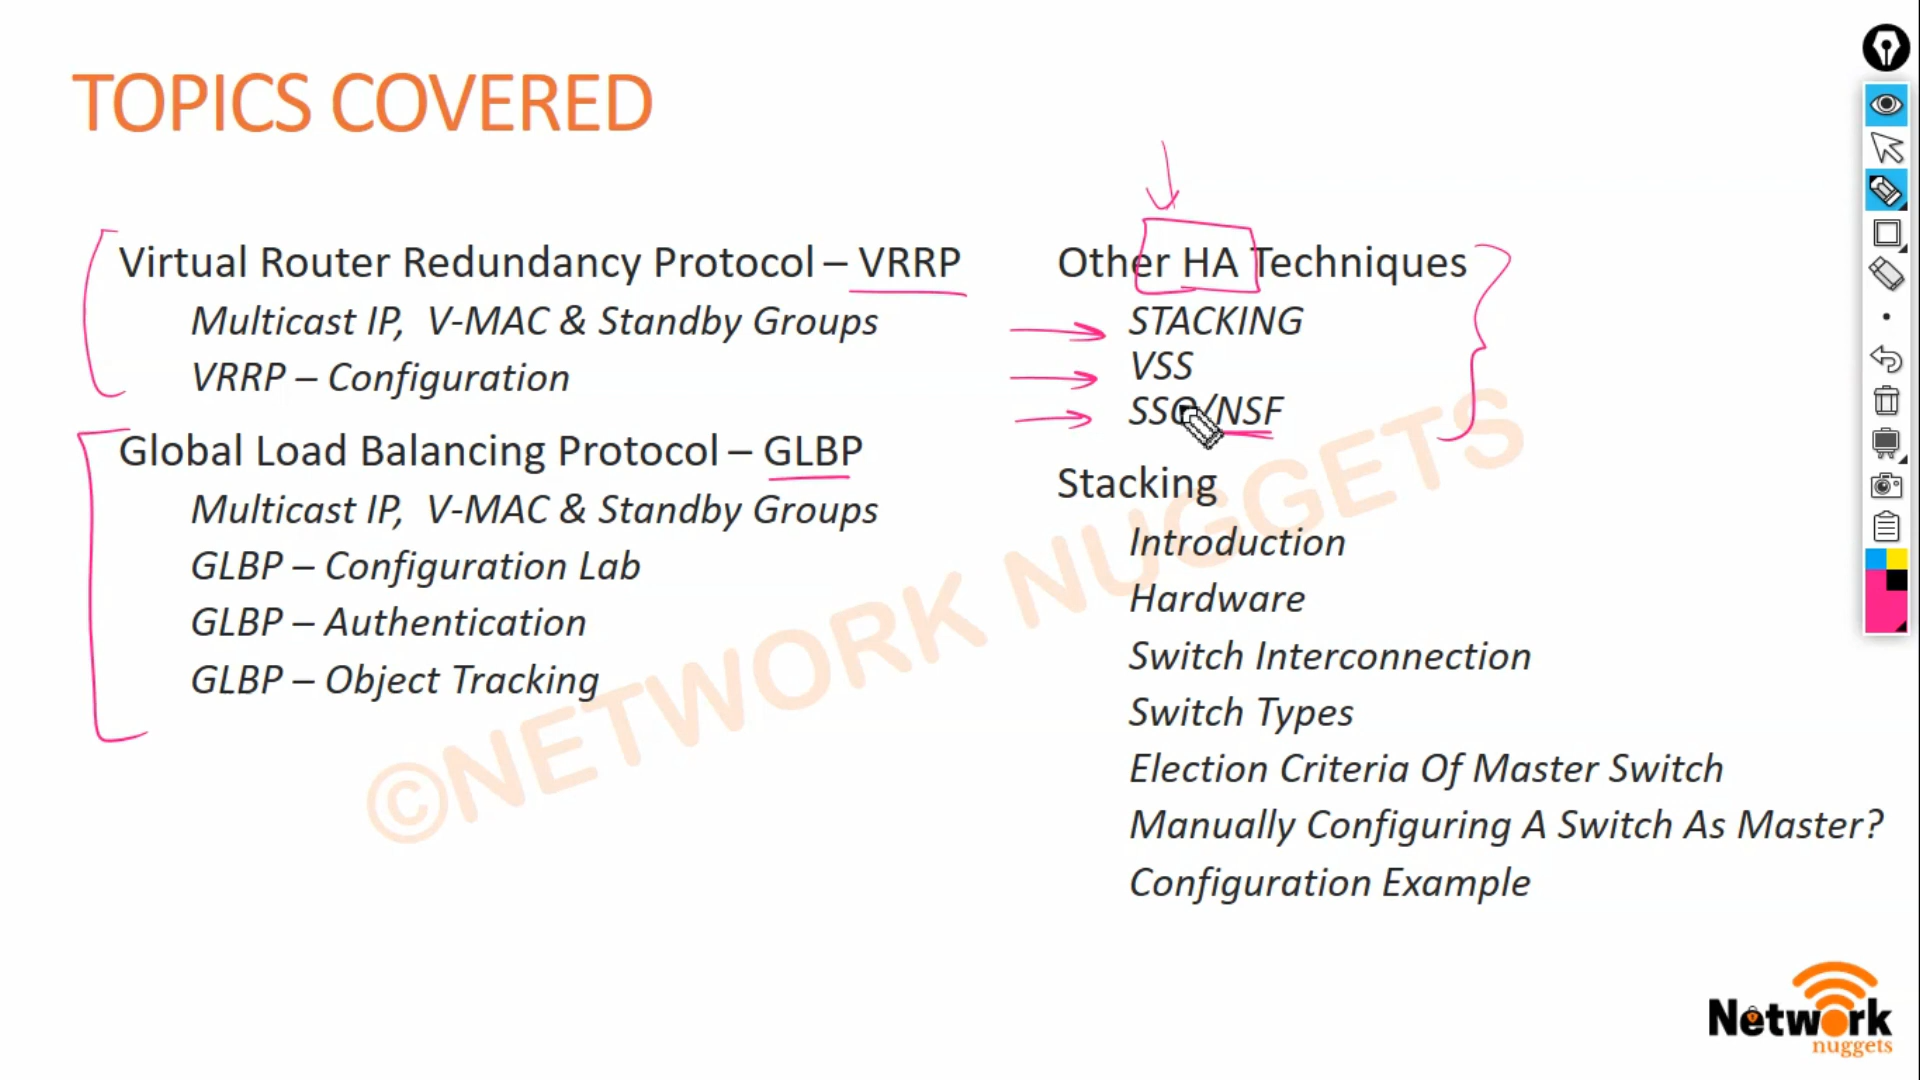 TOPICS COVERED
Virtual Router Redundancy Protocol – VRRP
Multicast IP, V-MAC & Standby Groups
VRRP – Configuration
Global Load Balancing Protocol – GLBP
Multicast IP, V-MAC & Standby Groups
GLBP – Configuration Lab
GLBP – Authentication
GLBP – Object Tracking
Other HA Techniques
STACKING
VSS
SSO/NSF
Stacking
Introduction
Hardware
Switch Interconnection
Switch Types
Election Criteria Of Master Switch
Manually Configuring A Switch As Master?
Configuration Example
©NETWORK NUGGETS
Network
nuggets